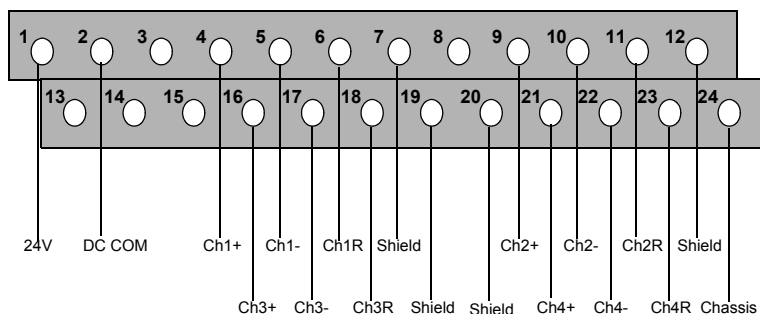 1 2 3 4 5 6 7 8 9 10 11 12
13 14 15 16 17 18 19 20 21 22 23 24
24V DC COM Ch1+ Ch1- Ch1R Shield Ch2+ Ch2- Ch2R Shield
Ch3+ Ch3- Ch3R Shield Shield Ch4+ Ch4- Ch4R Chassis